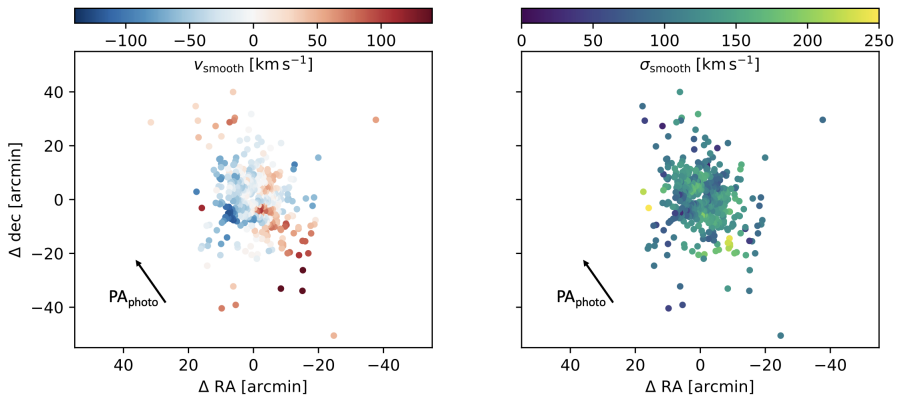 −100 −50 0 50 100
v_smooth [km s⁻¹]
40
20
0
−20
−40
Δ dec [arcmin]
PA_photo
40 20 0 −20 −40
Δ RA [arcmin]
0 50 100 150 200 250
σ_smooth [km s⁻¹]
PA_photo
40 20 0 −20 −40
Δ RA [arcmin]